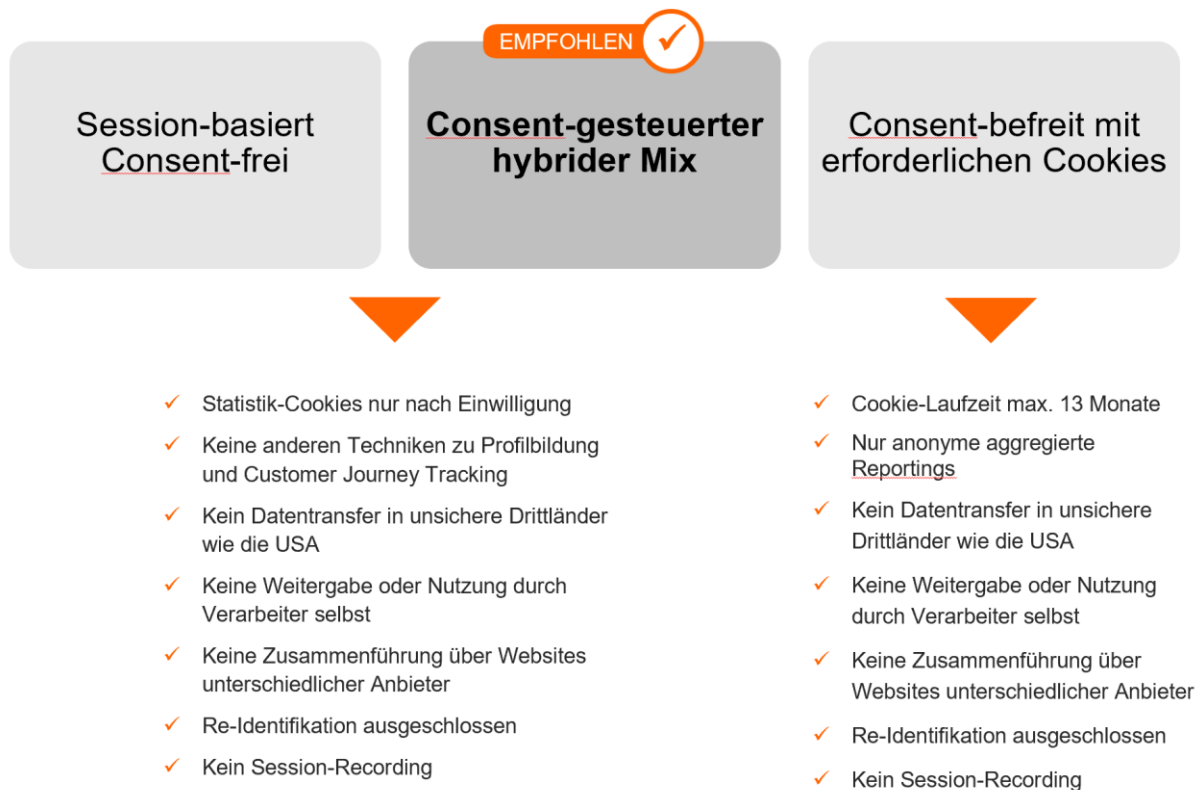 EMPFOHLEN
Session-basiert
Consent-frei
Consent-gesteuerter
hybrider Mix
Consent-befreit mit
erforderlichen Cookies
Statistik-Cookies nur nach Einwilligung
Keine anderen Techniken zu Profilbildung
und Customer Journey Tracking
Kein Datentransfer in unsichere Drittländer
wie die USA
Keine Weitergabe oder Nutzung durch
Verarbeiter selbst
Keine Zusammenführung über Websites
unterschiedlicher Anbieter
Re-Identifikation ausgeschlossen
Kein Session-Recording
Cookie-Laufzeit max. 13 Monate
Nur anonyme aggregierte
Reportings
Kein Datentransfer in unsichere
Drittländer wie die USA
Keine Weitergabe oder Nutzung
durch Verarbeiter selbst
Keine Zusammenführung über
Websites unterschiedlicher Anbieter
Re-Identifikation ausgeschlossen
Kein Session-Recording